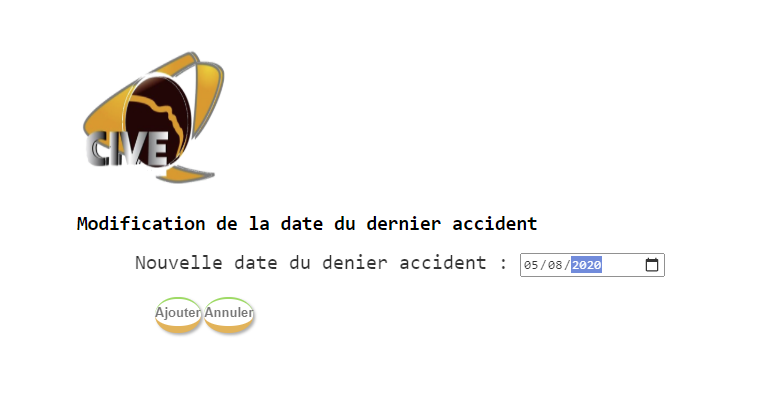 CIVE
Modification de la date du dernier accident
Nouvelle date du denier accident : 05/08/2020
Ajouter Annuler